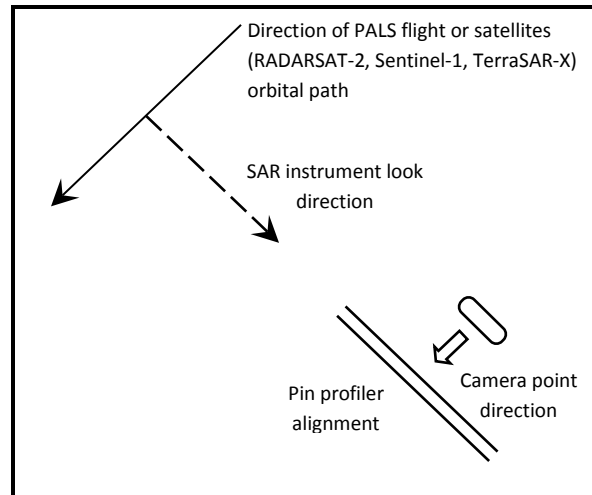 Direction of PALS flight or satellites
(RADARSAT-2, Sentinel-1, TerraSAR-X)
orbital path
SAR instrument look
direction
Pin profiler
alignment
Camera point
direction